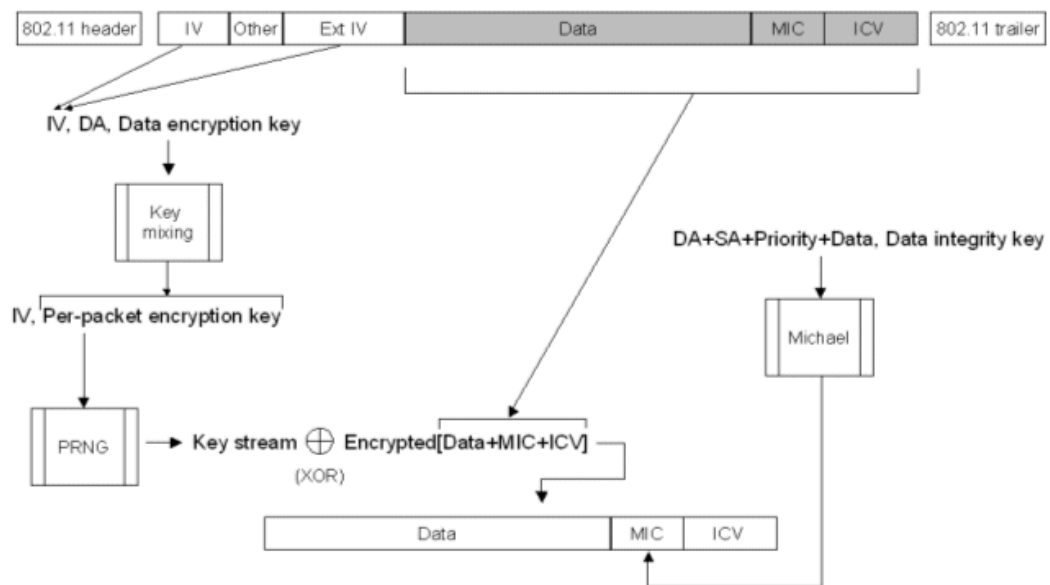 802.11 header IV Other Ext IV Data MIC ICV 802.11 trailer
IV, DA, Data encryption key
Key
mixing
DA+SA+Priority+Data, Data integrity key
IV, Per-packet encryption key
Michael
PRNG
Key stream ⊕ Encrypted[Data+MIC+ICV]
(XOR)
Data MIC ICV